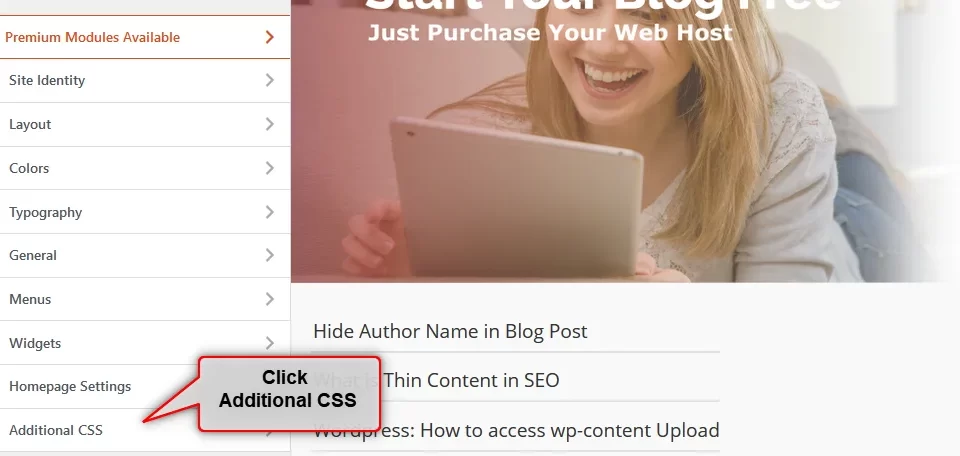 Premium Modules Available
Site Identity
Layout
Colors
Typography
General
Menus
Widgets
Homepage Settings
Additional CSS
Click
Additional CSS
Start Your Blog Free
Just Purchase Your Web Host
Hide Author Name in Blog Post
What is Thin Content in SEO
Wordpress: How to access wp-content Upload